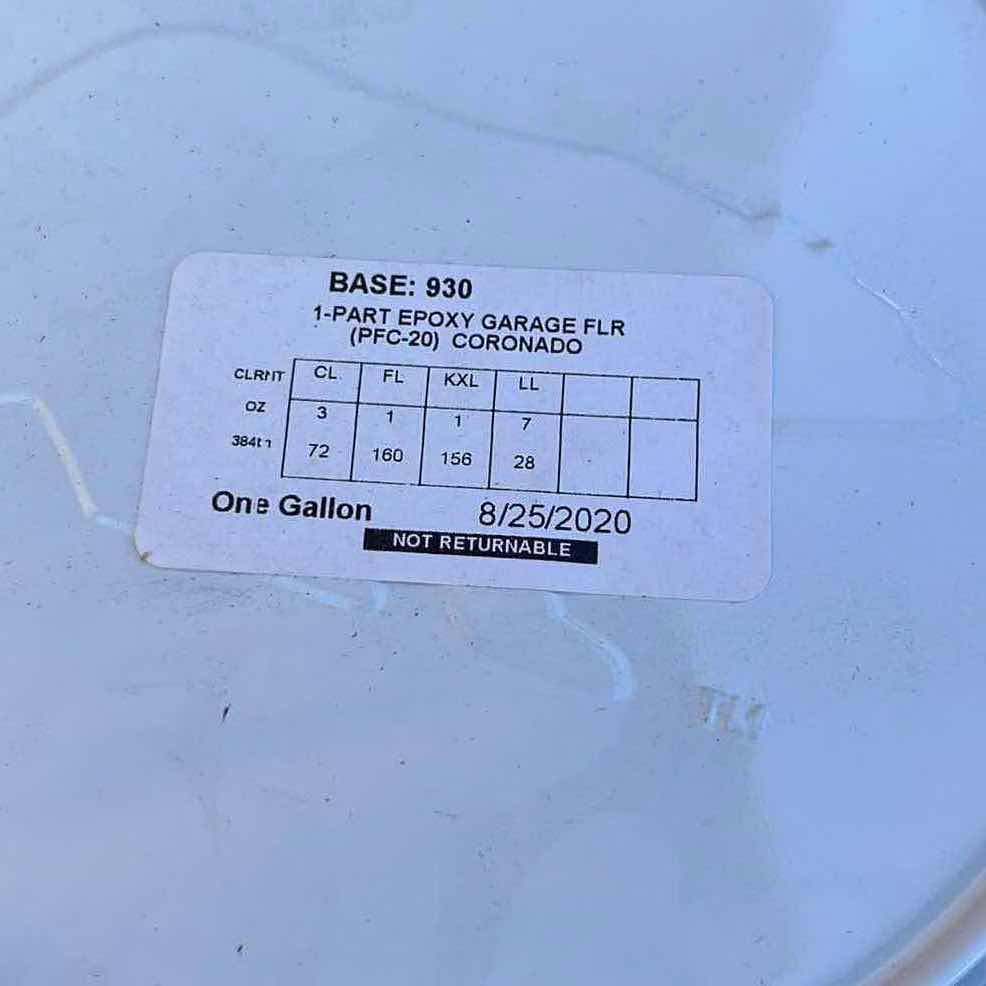 BASE: 930
1-PART EPOXY GARAGE FLR
(PFC-20) CORONADO
CLRNT CL FL KXL LL
OZ 3 1 1 7
384th 72 160 156 28
One Gallon 8/25/2020
NOT RETURNABLE